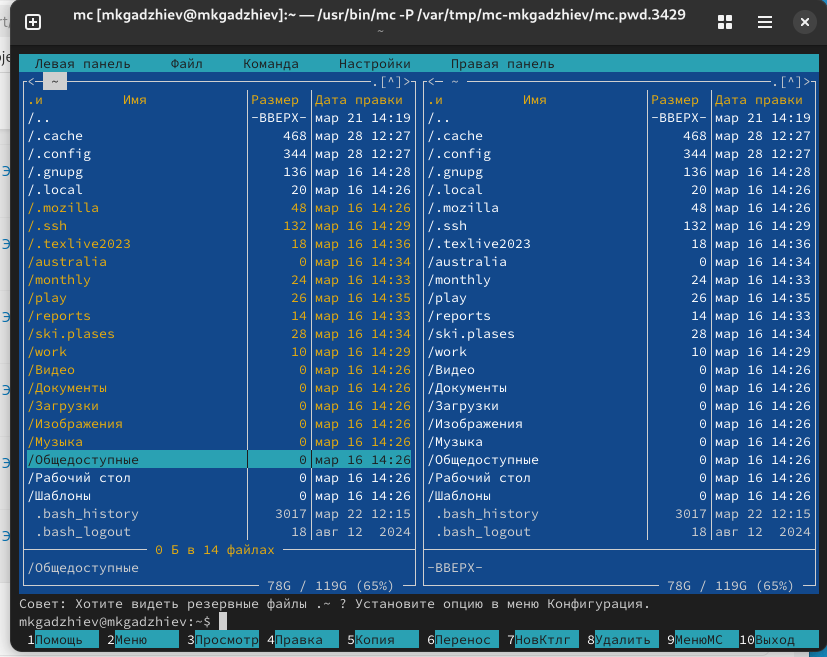 mc [mkgadzhiev@mkgadzhiev]:~ — /usr/bin/mc -P /var/tmp/mc-mkgadzhiev/mc.pwd.3429
~
Левая панель Файл Команда Настройки Правая панель
<─ ~ .[^]> <─ ~ .[^]>
.и Имя Размер Дата правки .и Имя Размер Дата правки
/.. -ВВЕРХ- мар 21 14:19 /.. -ВВЕРХ- мар 21 14:19
/.cache 468 мар 28 12:27 /.cache 468 мар 28 12:27
/.config 344 мар 28 12:27 /.config 344 мар 28 12:27
/.gnupg 136 мар 16 14:28 /.gnupg 136 мар 16 14:28
/.local 20 мар 16 14:26 /.local 20 мар 16 14:26
/.mozilla 48 мар 16 14:26 /.mozilla 48 мар 16 14:26
/.ssh 132 мар 16 14:29 /.ssh 132 мар 16 14:29
/.texlive2023 18 мар 16 14:36 /.texlive2023 18 мар 16 14:36
/australia 0 мар 16 14:34 /australia 0 мар 16 14:34
/monthly 24 мар 16 14:33 /monthly 24 мар 16 14:33
/play 26 мар 16 14:35 /play 26 мар 16 14:35
/reports 14 мар 16 14:33 /reports 14 мар 16 14:33
/ski.plases 28 мар 16 14:34 /ski.plases 28 мар 16 14:34
/work 10 мар 16 14:29 /work 10 мар 16 14:29
/Видео 0 мар 16 14:26 /Видео 0 мар 16 14:26
/Документы 0 мар 16 14:26 /Документы 0 мар 16 14:26
/Загрузки 0 мар 16 14:26 /Загрузки 0 мар 16 14:26
/Изображения 0 мар 16 14:26 /Изображения 0 мар 16 14:26
/Музыка 0 мар 16 14:26 /Музыка 0 мар 16 14:26
/Общедоступные 0 мар 16 14:26 /Общедоступные 0 мар 16 14:26
/Рабочий стол 0 мар 16 14:26 /Рабочий стол 0 мар 16 14:26
/Шаблоны 0 мар 16 14:26 /Шаблоны 0 мар 16 14:26
.bash_history 3017 мар 22 12:15 .bash_history 3017 мар 22 12:15
.bash_logout 18 авг 12 2024 .bash_logout 18 авг 12 2024
0 Б в 14 файлах
/Общедоступные -ВВЕРХ-
78G / 119G (65%) 78G / 119G (65%)
Совет: Хотите видеть резервные файлы .~ ? Установите опцию в меню Конфигурация.
mkgadzhiev@mkgadzhiev:~$
1Помощь 2Меню 3Просмотр 4Правка 5Копия 6Перенос 7НовКтлг 8Удалить 9МенюМС 10Выход